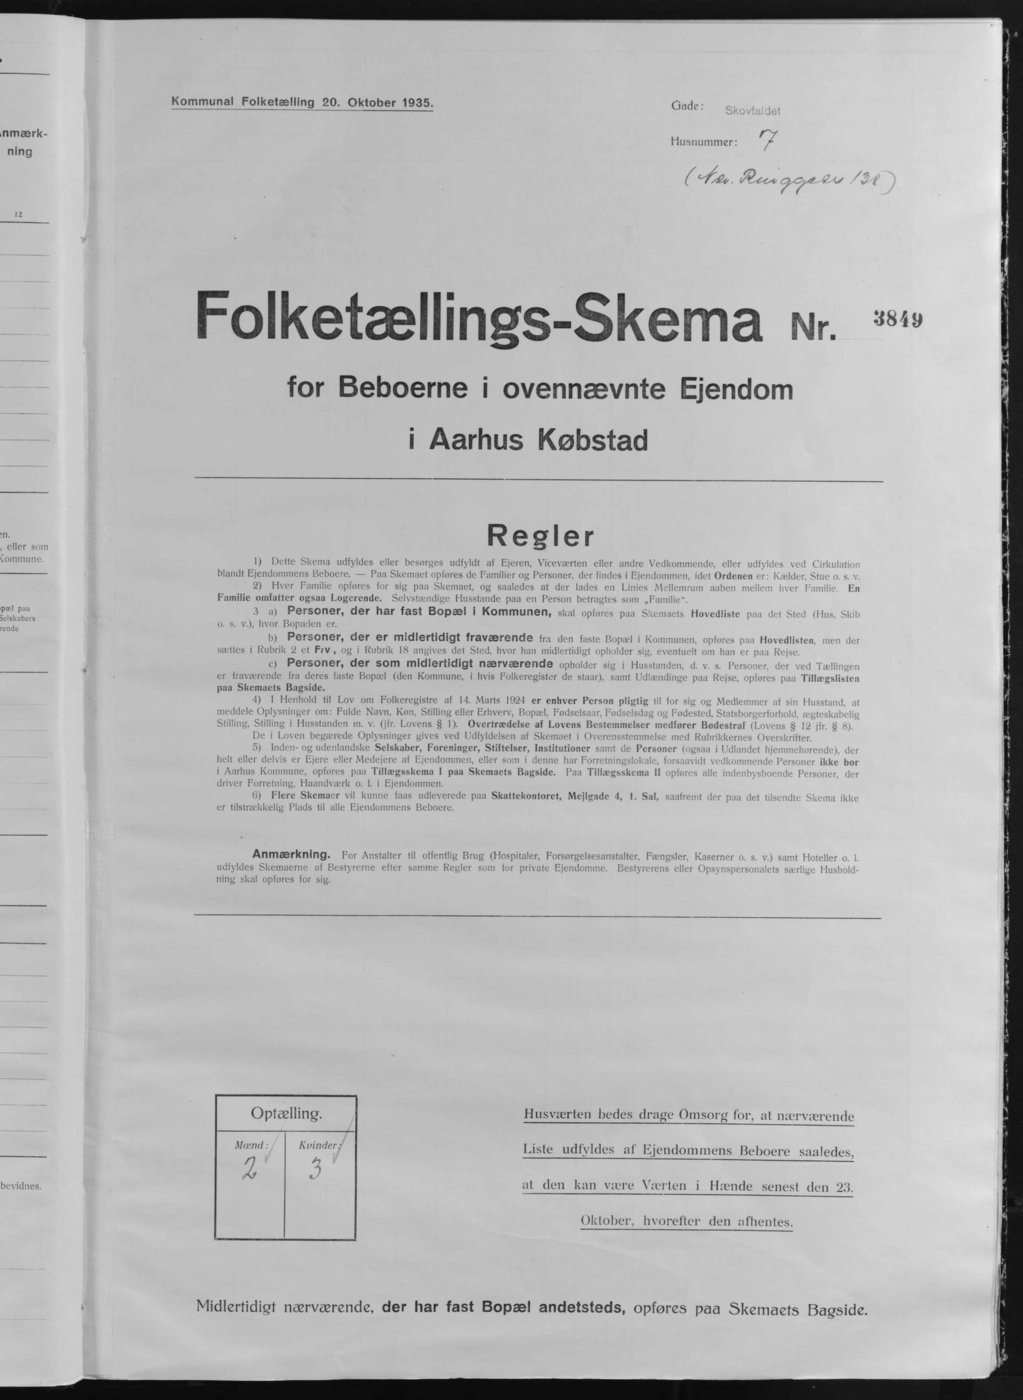 nmærk-
ning
12
en.
, eller som
Kommune.
opæl paa
Selskabers
rende
bevidnes.
Kommunal Folketælling 20. Oktober 1935.
Gade: Skovfaldet
Husnummer: 7
Folketællings-Skema Nr. 3849
for Beboerne i ovennævnte Ejendom
i Aarhus Købstad
Regler
1) Dette Skema udfyldes eller besørges udfyldt af Ejeren, Viceværten eller andre Vedkommende, eller udfyldes ved Cirkulation
blandt Ejendommens Beboere. — Paa Skemaet opføres de Familier og Personer, der findes i Ejendommen, idet Ordenen er: Kælder, Stue o. s. v.
2) Hver Familie opføres for sig paa Skemaet, og saaledes at der lades en Linies Mellemrum aaben mellem hver Familie. En
Familie omfatter ogsaa Logerende. Selvstændige Husstande paa en Person betragtes som „Familie“.
3 a) Personer, der har fast Bopæl i Kommunen, skal opføres paa Skemaets Hovedliste paa det Sted (Hus, Skib
o. s. v.), hvor Bopælen er.
b) Personer, der er midlertidigt fraværende fra den faste Bopæl i Kommunen, opføres paa Hovedlisten, men der
sættes i Rubrik 2 et Frv., og i Rubrik 18 angives det Sted, hvor han midlertidigt opholder sig, eventuelt om han er paa Rejse.
c) Personer, der som midlertidigt nærværende opholder sig i Husstanden, d. v. s. Personer, der ved Tællingen
er fraværende fra deres faste Bopæl (den Kommune, i hvis Folkeregister de staar), samt Udlændinge paa Rejse, opføres paa Tillægslisten
paa Skemaets Bagside.
4) I Henhold til Lov om Folkeregistre af 14. Marts 1924 er enhver Person pligtig til for sig og Medlemmer af sin Husstand, at
meddele Oplysninger om: Fulde Navn, Køn, Stilling eller Erhverv, Bopæl, Fødselsaar, Fødselsdag og Fødested, Statsborgerforhold, ægteskabelig
Stilling, Stilling i Husstanden m. v. (jfr. Lovens § 1). Overtrædelse af Lovens Bestemmelser medfører Bødestraf (Lovens § 12 jfr. § 8).
De i Loven begærede Oplysninger gives ved Udfyldelsen af Skemaet i Overensstemmelse med Rubrikkernes Overskrifter.
5) Inden- og udenlandske Selskaber, Foreninger, Stiftelser, Institutioner samt de Personer (ogsaa i Udlandet hjemmehørende), der
helt eller delvis er Ejere eller Medejere af Ejendommen, eller som i denne har Forretningslokale, forsaavidt vedkommende Personer ikke bor
i Aarhus Kommune, opføres paa Tillægsskema I paa Skemaets Bagside. Paa Tillægsskema II opføres alle indenbysboende Personer, der
driver Forretning, Haandværk o. l. i Ejendommen.
6) Flere Skemaer vil kunne faas udleverede paa Skattekontoret, Mejlgade 4, 1. Sal, saafremt der paa det tilsendte Skema ikke
er tilstrækkelig Plads til alle Ejendommens Beboere.
Anmærkning. For Anstalter til offentlig Brug (Hospitaler, Forsørgelsesanstalter, Fængsler, Kaserner o. s. v.) samt Hoteller o. l.
udfyldes Skemaerne af Bestyrerne efter samme Regler som for private Ejendomme. Bestyrerens eller Opsynspersonalets særlige Hushold-
ning skal opføres for sig.
Optælling.
Mænd: Kvinder:
2 3
Husværten bedes drage Omsorg for, at nærværende
Liste udfyldes af Ejendommens Beboere saaledes,
at den kan være Værten i Hænde senest den 23.
Oktober, hvorefter den afhentes.
Midlertidigt nærværende, der har fast Bopæl andetsteds, opføres paa Skemaets Bagside.